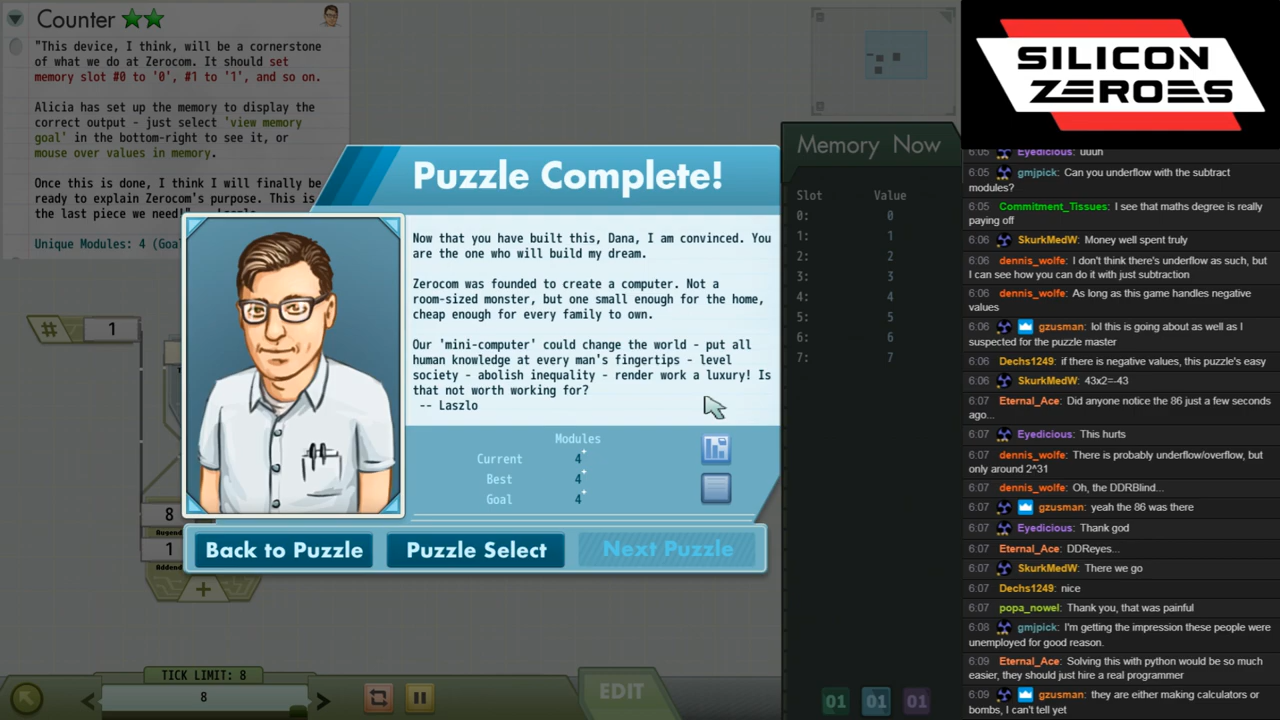 Counter
"This device, I think, will be a cornerstone
of what we do at Zerocom. It should set
memory slot #0 to '0', #1 to '1', and so on.
Alicia has set up the memory to display the
correct output - just select 'view memory
goal' in the bottom-right to see it, or
mouse over values in memory.
Once this is done, I think I will finally be
ready to explain Zerocom's purpose. This is
the last piece we need!"
Unique Modules: 4 (Goal
# 1
8
Augend
1
Addend
+
Puzzle Complete!
Now that you have built this, Dana, I am convinced. You
are the one who will build my dream.
Zerocom was founded to create a computer. Not a
room-sized monster, but one small enough for the home,
cheap enough for every family to own.
Our 'mini-computer' could change the world - put all
human knowledge at every man's fingertips - level
society - abolish inequality - render work a luxury! Is
that not worth working for?
-- Laszlo
Modules
Current 4
Best 4
Goal 4
Back to Puzzle
Puzzle Select
Next Puzzle
TICK LIMIT: 8
8
EDIT
Memory Now
Slot Value
0: 0
1: 1
2: 2
3: 3
4: 4
5: 5
6: 6
7: 7
01 01 01
SILICON
ZEROES
6:05 Eyedicious: uuuh
6:05 gmjpick: Can you underflow with the subtract
modules?
6:05 Commitment_Tissues: I see that maths degree is really
paying off
6:06 SkurkMedW: Money well spent truly
6:06 dennis_wolfe: I don't think there's underflow as such, but
I can see how you can do it with just subtraction
6:06 dennis_wolfe: As long as this game handles negative
values
6:06 gzusman: lol this is going about as well as I
suspected for the puzzle master
6:06 Dechs1249: if there is negative values, this puzzle's easy
6:06 SkurkMedW: 43x2=-43
6:07 Eternal_Ace: Did anyone notice the 86 just a few seconds
ago...
6:07 Eyedicious: This hurts
6:07 dennis_wolfe: There is probably underflow/overflow, but
only around 2^31
6:07 dennis_wolfe: Oh, the DDRBlind...
6:07 gzusman: yeah the 86 was there
6:07 Eyedicious: Thank god
6:07 Eternal_Ace: DDReyes...
6:07 SkurkMedW: There we go
6:07 Dechs1249: nice
6:07 popa_nowel: Thank you, that was painful
6:08 gmjpick: I'm getting the impression these people were
unemployed for good reason.
6:09 Eternal_Ace: Solving this with python would be so much
easier, they should just hire a real programmer
6:09 gzusman: they are either making calculators or
bombs, I can't tell yet